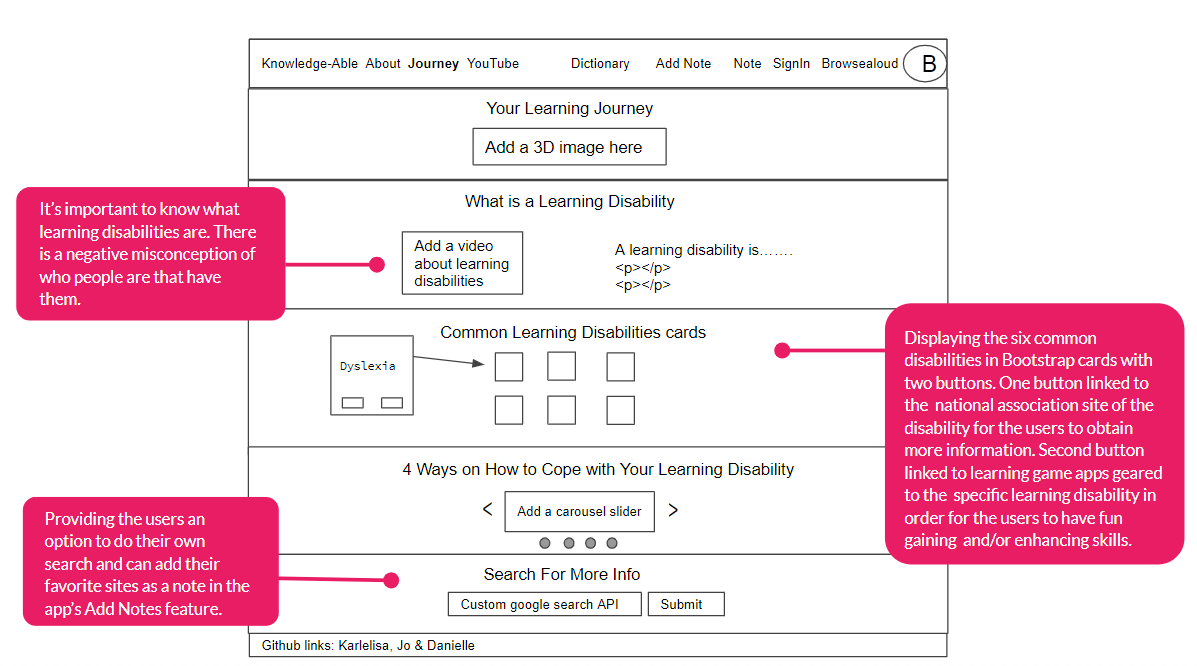 Knowledge-Able About Journey YouTube Dictionary Add Note Note SignIn Browsealoud B
Your Learning Journey
Add a 3D image here
What is a Learning Disability
It's important to know what
learning disabilities are. There
is a negative misconception of
who people are that have
them.
Add a video
about learning
disabilities
A learning disability is.......
<p></p>
<p></p>
Common Learning Disabilities cards
Dyslexia
Displaying the six common
disabilities in Bootstrap cards with
two buttons. One button linked to
the national association site of the
disability for the users to obtain
more information. Second button
linked to learning game apps geared
to the specific learning disability in
order for the users to have fun
gaining and/or enhancing skills.
4 Ways on How to Cope with Your Learning Disability
< Add a carousel slider >
Providing the users an
option to do their own
search and can add their
favorite sites as a note in the
app's Add Notes feature.
Search For More Info
Custom google search API Submit
Github links: Karlelisa, Jo & Danielle